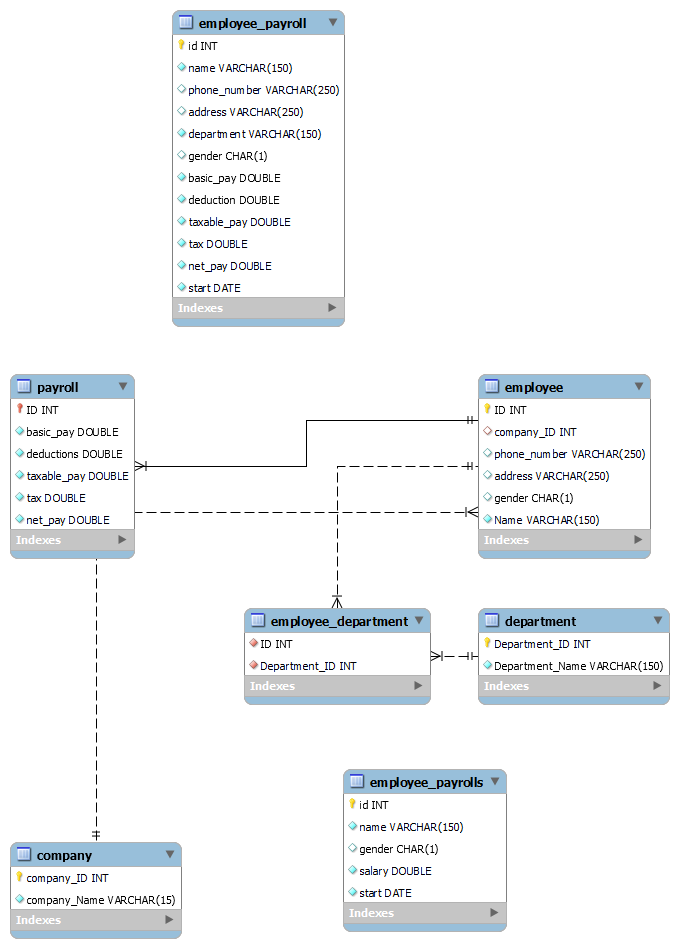 employee_payroll
id INT
name VARCHAR(150)
phone_number VARCHAR(250)
address VARCHAR(250)
department VARCHAR(150)
gender CHAR(1)
basic_pay DOUBLE
deduction DOUBLE
taxable_pay DOUBLE
tax DOUBLE
net_pay DOUBLE
start DATE
Indexes
payroll
ID INT
basic_pay DOUBLE
deductions DOUBLE
taxable_pay DOUBLE
tax DOUBLE
net_pay DOUBLE
Indexes
employee
ID INT
company_ID INT
phone_number VARCHAR(250)
address VARCHAR(250)
gender CHAR(1)
Name VARCHAR(150)
Indexes
employee_department
ID INT
Department_ID INT
Indexes
department
Department_ID INT
Department_Name VARCHAR(150)
Indexes
employee_payrolls
id INT
name VARCHAR(150)
gender CHAR(1)
salary DOUBLE
start DATE
Indexes
company
company_ID INT
company_Name VARCHAR(15)
Indexes